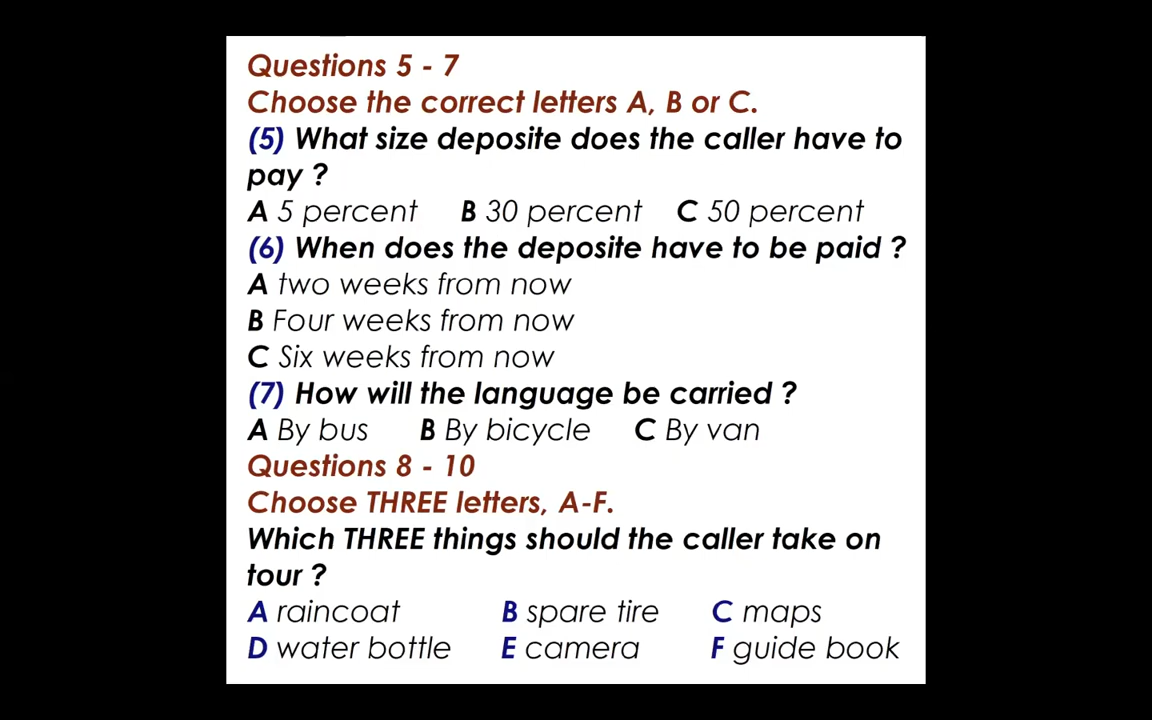 Questions 5 - 7
Choose the correct letters A, B or C.
(5) What size deposite does the caller have to
pay ?
A 5 percent B 30 percent C 50 percent
(6) When does the deposite have to be paid ?
A two weeks from now
B Four weeks from now
C Six weeks from now
(7) How will the language be carried ?
A By bus B By bicycle C By van
Questions 8 - 10
Choose THREE letters, A-F.
Which THREE things should the caller take on
tour ?
A raincoat B spare tire C maps
D water bottle E camera F guide book